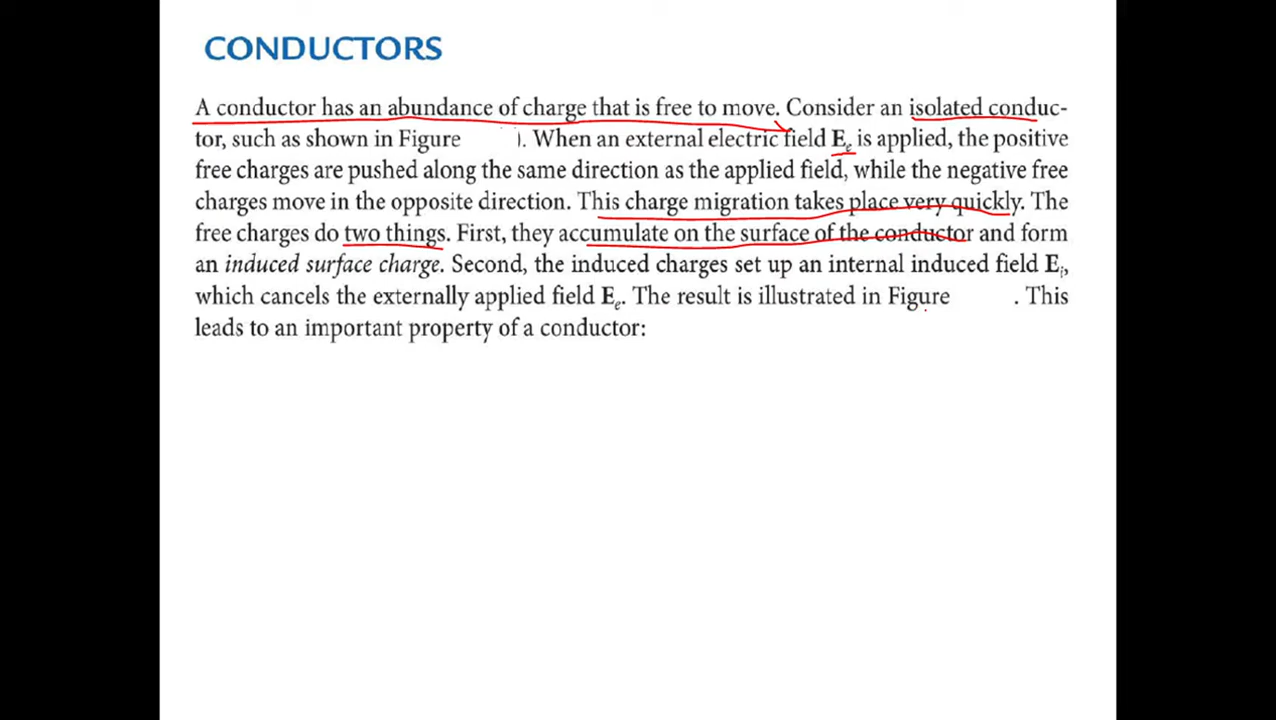 CONDUCTORS
A conductor has an abundance of charge that is free to move. Consider an isolated conduc-
tor, such as shown in Figure ). When an external electric field Eₑ is applied, the positive
free charges are pushed along the same direction as the applied field, while the negative free
charges move in the opposite direction. This charge migration takes place very quickly. The
free charges do two things. First, they accumulate on the surface of the conductor and form
an induced surface charge. Second, the induced charges set up an internal induced field Eᵢ,
which cancels the externally applied field Eₑ. The result is illustrated in Figure . This
leads to an important property of a conductor: